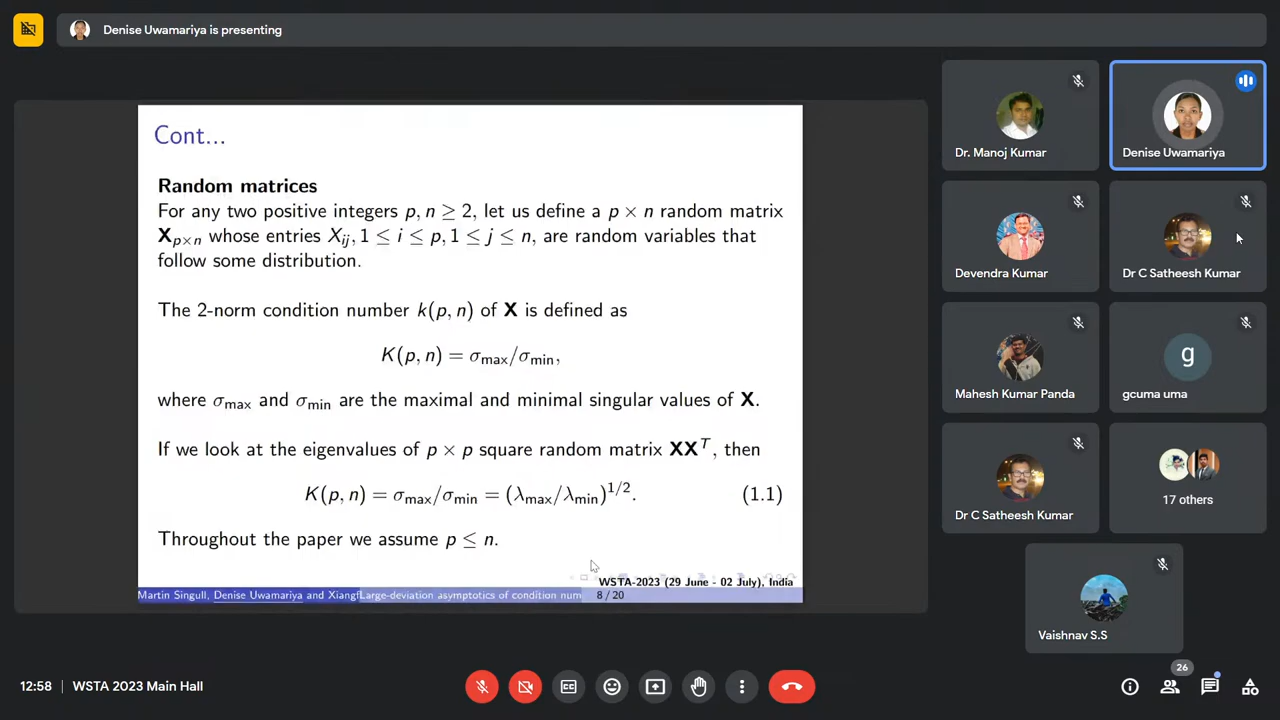 Denise Uwamariya is presenting
Cont...
Random matrices
For any two positive integers p, n ≥ 2, let us define a p × n random matrix
X_{p×n} whose entries X_{ij}, 1 ≤ i ≤ p, 1 ≤ j ≤ n, are random variables that
follow some distribution.
The 2-norm condition number k(p, n) of X is defined as
K(p, n) = σ_max/σ_min,
where σ_max and σ_min are the maximal and minimal singular values of X.
If we look at the eigenvalues of p × p square random matrix XX^T, then
K(p, n) = σ_max/σ_min = (λ_max/λ_min)^{1/2}. (1.1)
Throughout the paper we assume p ≤ n.
WSTA-2023 (29 June - 02 July), India
Martin Singull, Denise Uwamariya and Xiangf Large-deviation asymptotics of condition num 8 / 20
Dr. Manoj Kumar
Denise Uwamariya
Devendra Kumar
Dr C Satheesh Kumar
Mahesh Kumar Panda
g
gcuma uma
Dr C Satheesh Kumar
17 others
Vaishnav S.S
12:58 | WSTA 2023 Main Hall
CC
26